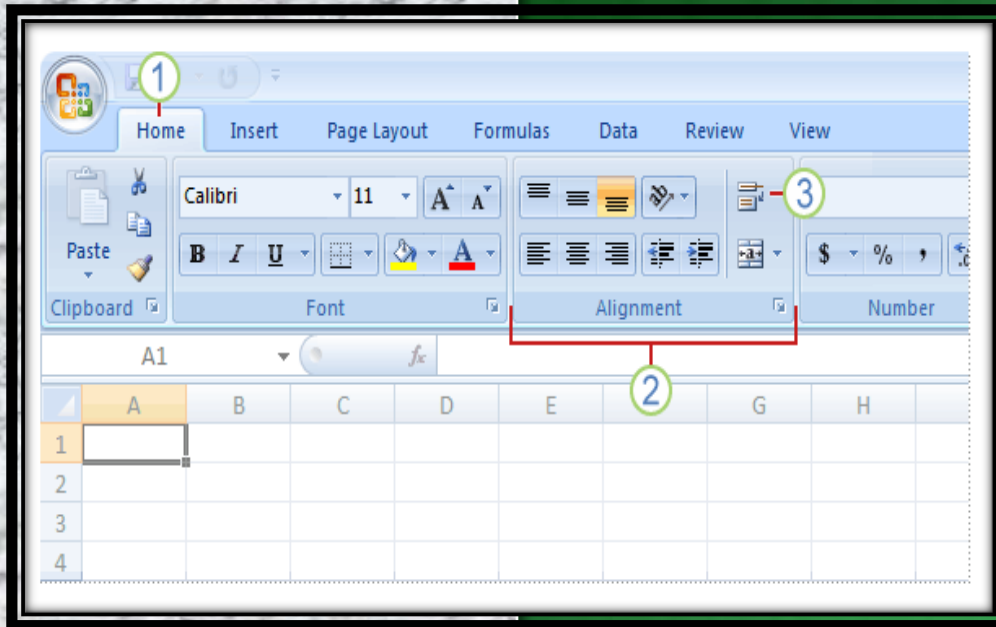 1
Home Insert Page Layout Formulas Data Review View
Calibri 11 A A 3
Paste B I U A a $ % ,
Clipboard Font Alignment Number
A1 fx
2
A B C D E G H
1
2
3
4